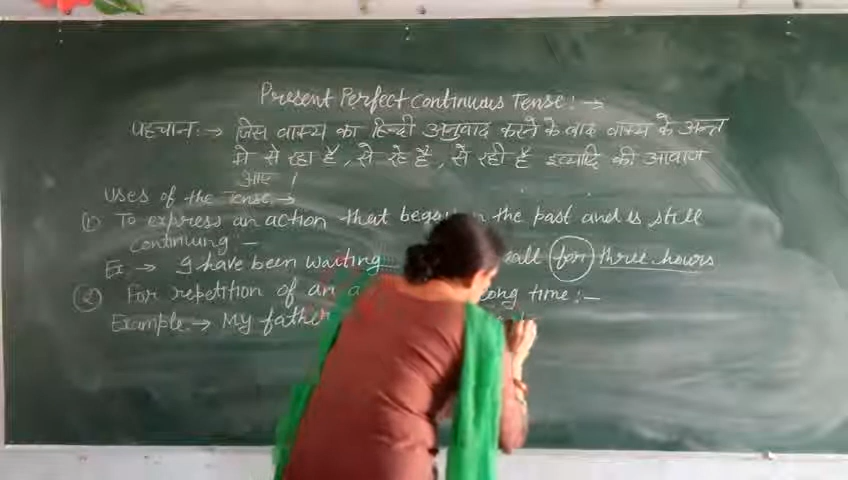 Present Perfect Continuous Tense :- →
पहचान :→ जिस वाक्य का हिन्दी अनुवाद करने के बाद वाक्य के अन्त
मे से रहा है, से रहे है, से रही है इत्यादि की आवाज
आए ।
Uses of the Tense :→
(1) To express an action that began in the past and is still
continuing :-
Ex :→ I have been waiting call for three hours
(2) For repetition of an a long time :-
Example :→ My father